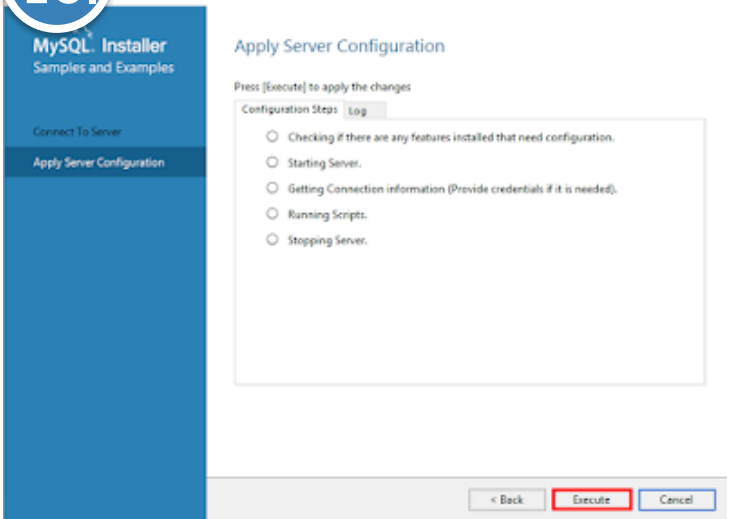 MySQL. Installer
Samples and Examples
Connect To Server
Apply Server Configuration
Apply Server Configuration
Press [Execute] to apply the changes
Configuration Steps
Log
Checking if there are any features installed that need configuration.
Starting Server.
Getting Connection information (Provide credentials if it is needed).
Running Scripts.
Stopping Server.
< Back
Execute
Cancel